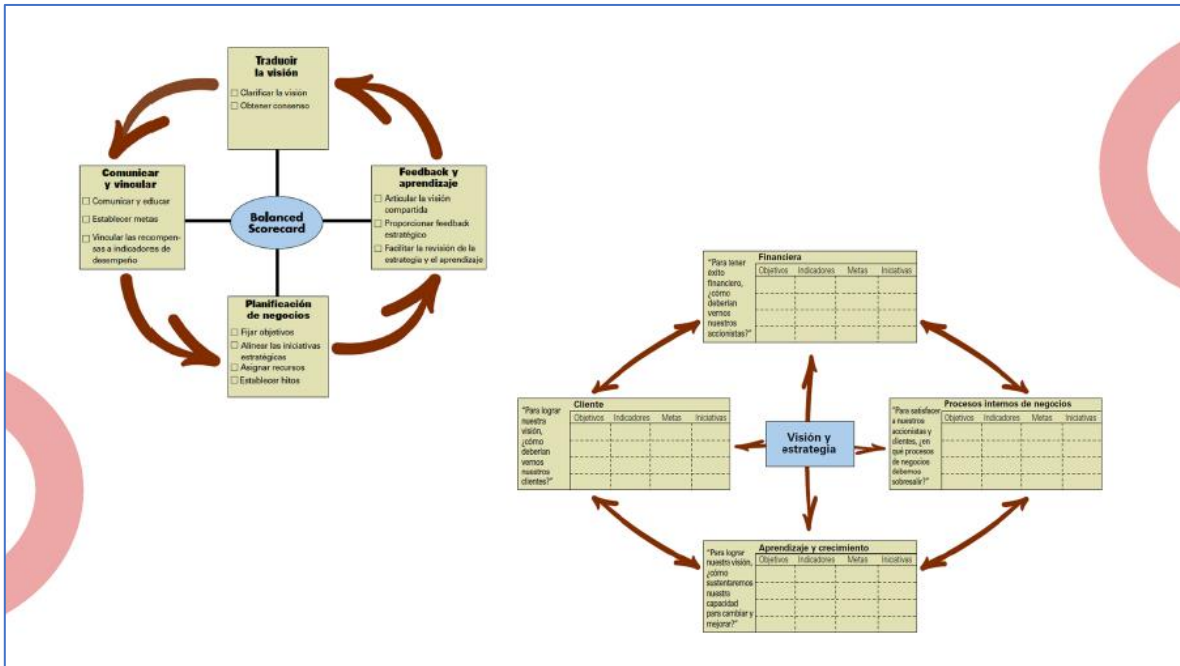 Traducir
la visión
Clarificar la visión
Obtener consenso
Comunicar
y vincular
Comunicar y educar
Establecer metas
Vincular las recompen-
sas a indicadores de
desempeño
Balanced
Scorecard
Feedback y
aprendizaje
Articular la visión
compartida
Proporcionar feedback
estratégico
Facilitar la revisión de la
estrategia y el aprendizaje
Planificación
de negocios
Fijar objetivos
Alinear las iniciativas
estratégicas
Asignar recursos
Establecer hitos
"Para tener
éxito
financiero,
¿cómo
deberían
vernos
nuestros
accionistas?"
Financiera
Objetivos Indicadores Metas Iniciativas
"Para lograr
nuestra
visión,
¿cómo
deberían
vernos
nuestros
clientes?"
Cliente
Objetivos Indicadores Metas Iniciativas
Visión y
estrategia
"Para satisfacer
a nuestros
accionistas y
clientes, ¿en
qué procesos
de negocios
debemos
sobresalir?"
Procesos internos de negocios
Objetivos Indicadores Metas Iniciativas
"Para lograr
nuestra visión,
¿cómo
sustentaremos
nuestra
capacidad
para cambiar y
mejorar?"
Aprendizaje y crecimiento
Objetivos Indicadores Metas Iniciativas